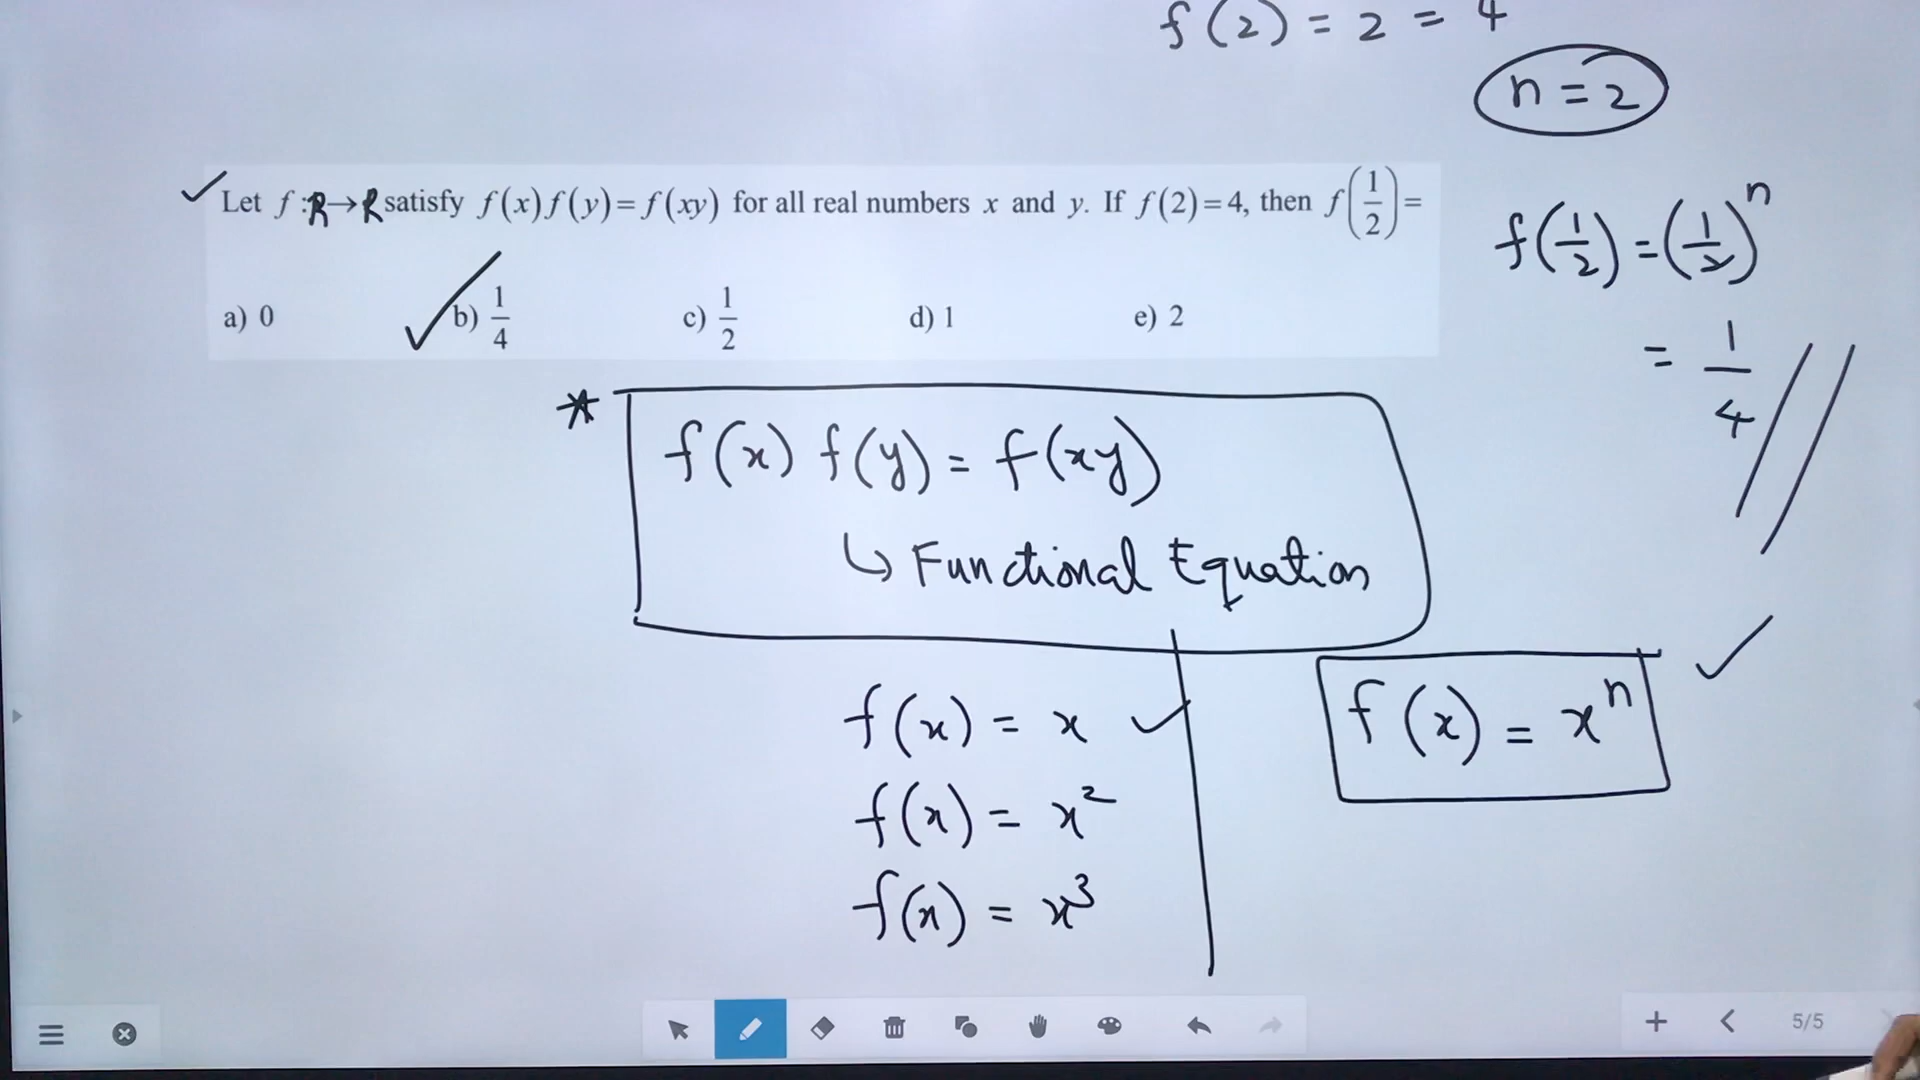 f(2) = 2 = 4
n = 2
Let f : R → R satisfy f(x) f(y) = f(xy) for all real numbers x and y. If f(2) = 4, then f(1/2) =
a) 0 b) 1/4 c) 1/2 d) 1 e) 2
f(1/2) = (1/2)^n
= 1/4
* f(x) f(y) = f(xy)
↳ Functional Equation
f(x) = x
f(x) = x²
f(x) = x³
f(x) = xⁿ
5/5